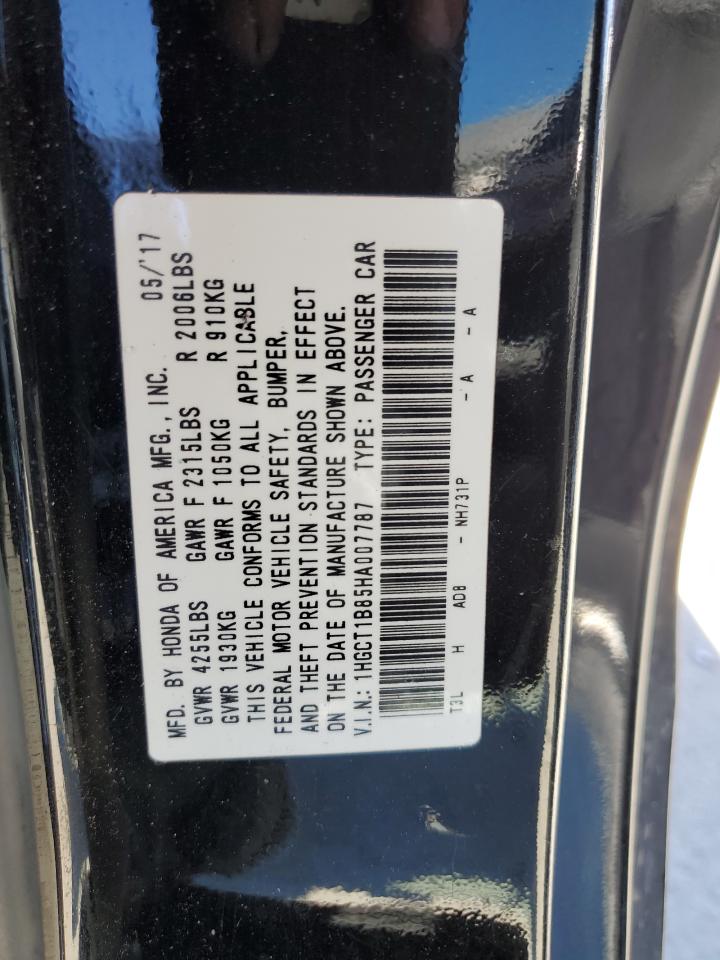 MFD. BY HONDA OF AMERICA MFG., INC. 05/'17
GVWR 4255LBS GAWR F 2315LBS R 2006LBS
GVWR 1930KG GAWR F 1050KG R 910KG
THIS VEHICLE CONFORMS TO ALL APPLICABLE
FEDERAL MOTOR VEHICLE SAFETY, BUMPER,
AND THEFT PREVENTION STANDARDS IN EFFECT
ON THE DATE OF MANUFACTURE SHOWN ABOVE.
V.I.N.: 1HGCT1B85HA007787 TYPE: PASSENGER CAR
T3L H AD8 - NH731P - A - A